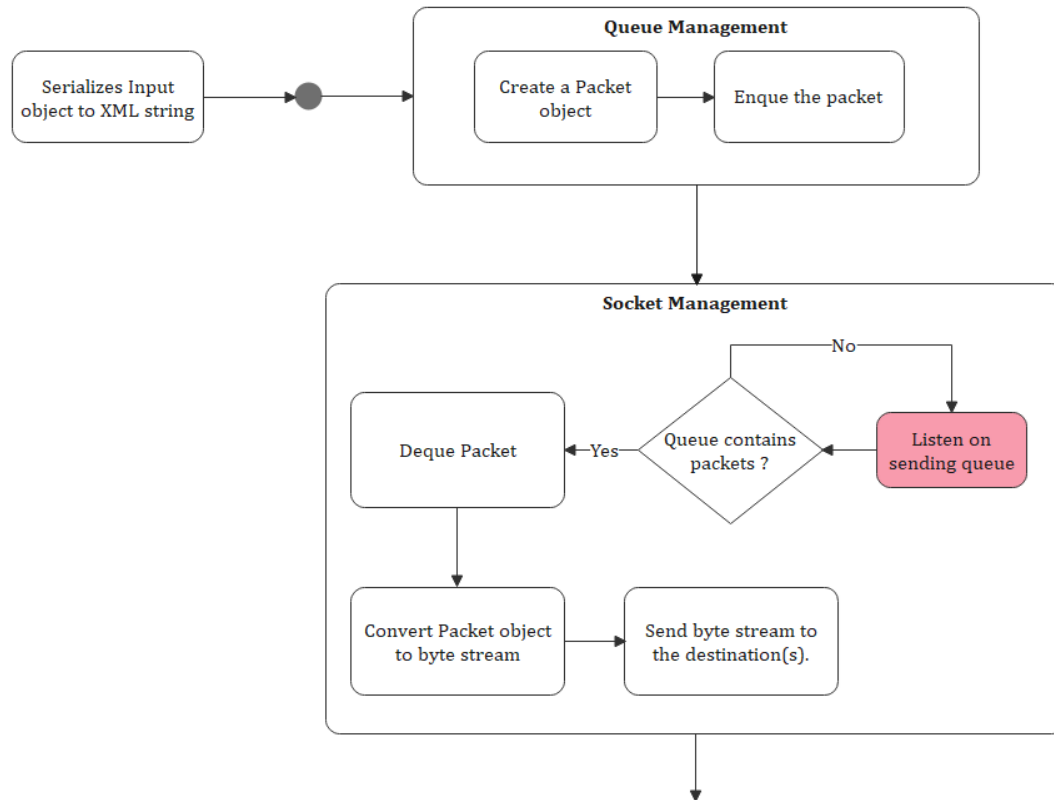 Queue Management
Serializes Input
object to XML string
Create a Packet
object
Enque the packet
Socket Management
No
Queue contains
packets ?
Listen on
sending queue
Yes
Deque Packet
Convert Packet object
to byte stream
Send byte stream to
the destination(s).